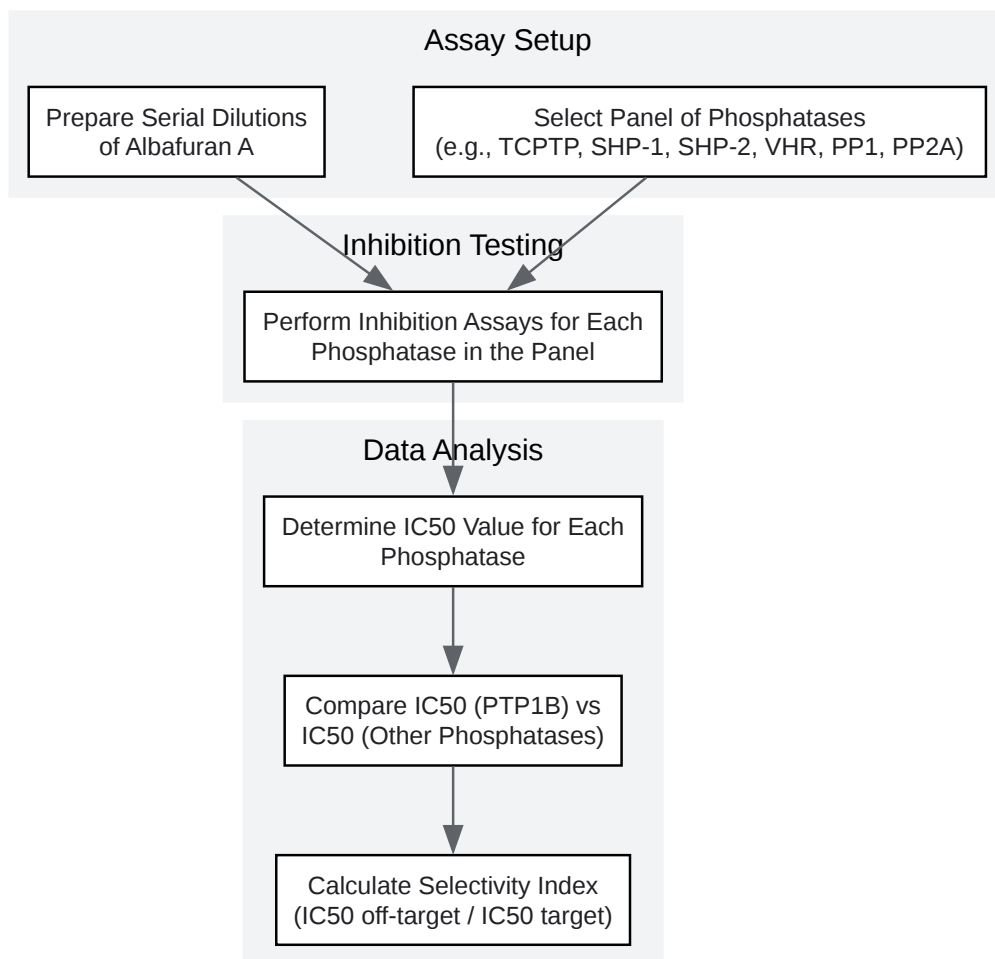 Assay Setup
Prepare Serial Dilutions
of Albafuran A
Select Panel of Phosphatases
(e.g., TCPTP, SHP-1, SHP-2, VHR, PP1, PP2A)
Inhibition Testing
Perform Inhibition Assays for Each
Phosphatase in the Panel
Data Analysis
Determine IC50 Value for Each
Phosphatase
Compare IC50 (PTP1B) vs
IC50 (Other Phosphatases)
Calculate Selectivity Index
(IC50 off-target / IC50 target)